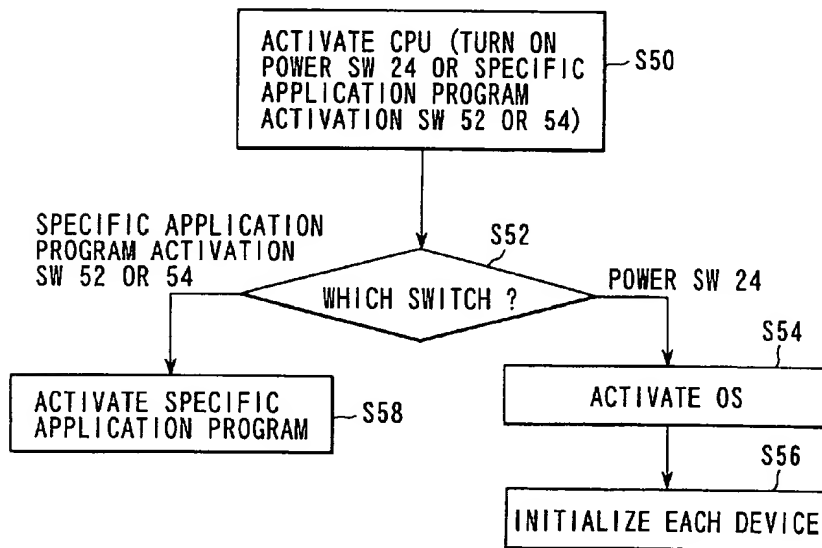 ACTIVATE CPU (TURN ON
POWER SW 24 OR SPECIFIC
APPLICATION PROGRAM
ACTIVATION SW 52 OR 54)
S50
SPECIFIC APPLICATION
PROGRAM ACTIVATION
SW 52 OR 54
S52
WHICH SWITCH ?
POWER SW 24
S54
ACTIVATE OS
ACTIVATE SPECIFIC
APPLICATION PROGRAM
S58
S56
INITIALIZE EACH DEVICE